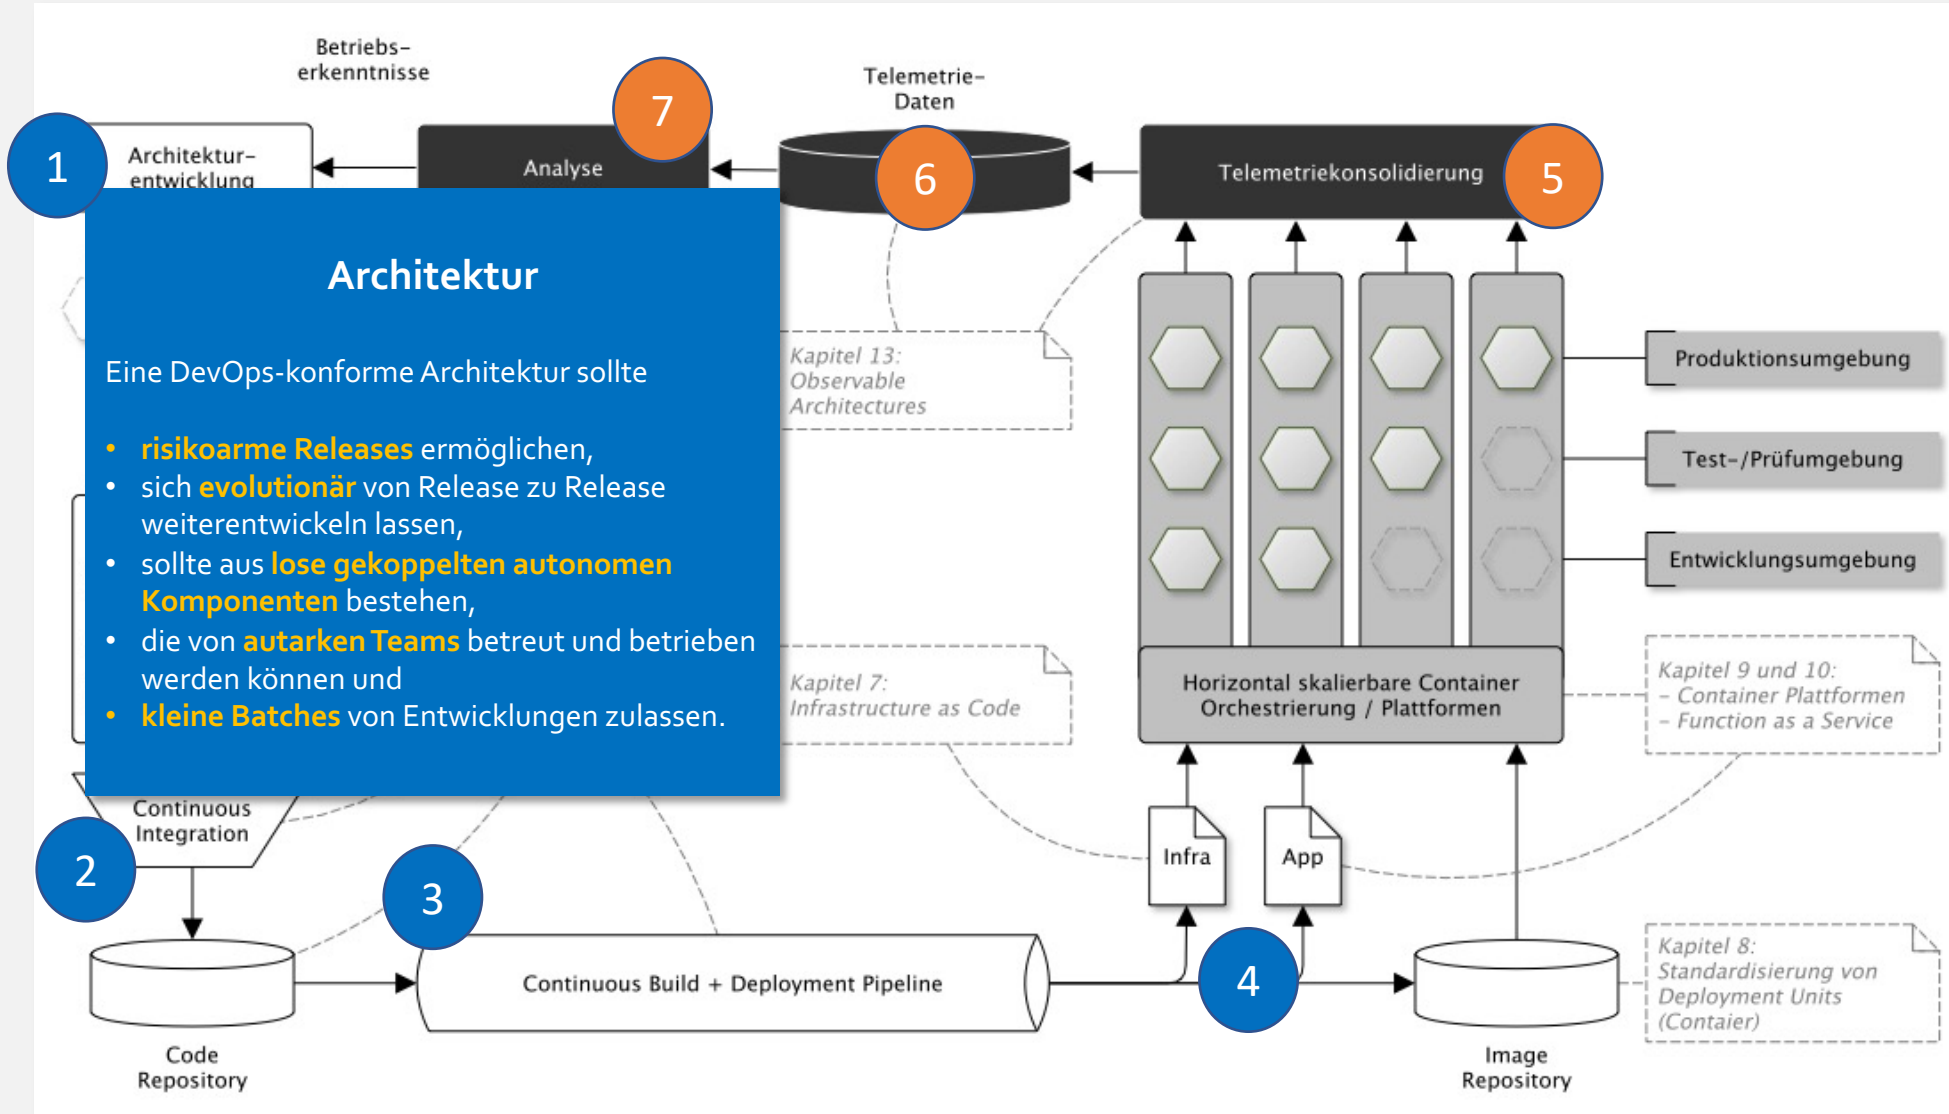 Betriebs-
erkenntnisse
7
Telemetrie-
Daten
1
Architektur-
entwicklung
Analyse
6
Telemetriekonsolidierung
5
Architektur
Eine DevOps-konforme Architektur sollte
• risikoarme Releases ermöglichen,
• sich evolutionär von Release zu Release
weiterentwickeln lassen,
• sollte aus lose gekoppelten autonomen
Komponenten bestehen,
• die von autarken Teams betreut und betrieben
werden können und
• kleine Batches von Entwicklungen zulassen.
Kapitel 13:
Observable
Architectures
Produktionsumgebung
Test-/Prüfumgebung
Entwicklungsumgebung
Kapitel 7:
Infrastructure as Code
Horizontal skalierbare Container
Orchestrierung / Plattformen
Kapitel 9 und 10:
- Container Plattformen
- Function as a Service
Continuous
Integration
2
3
Infra
App
Continuous Build + Deployment Pipeline
4
Kapitel 8:
Standardisierung von
Deployment Units
(Contaier)
Code
Repository
Image
Repository